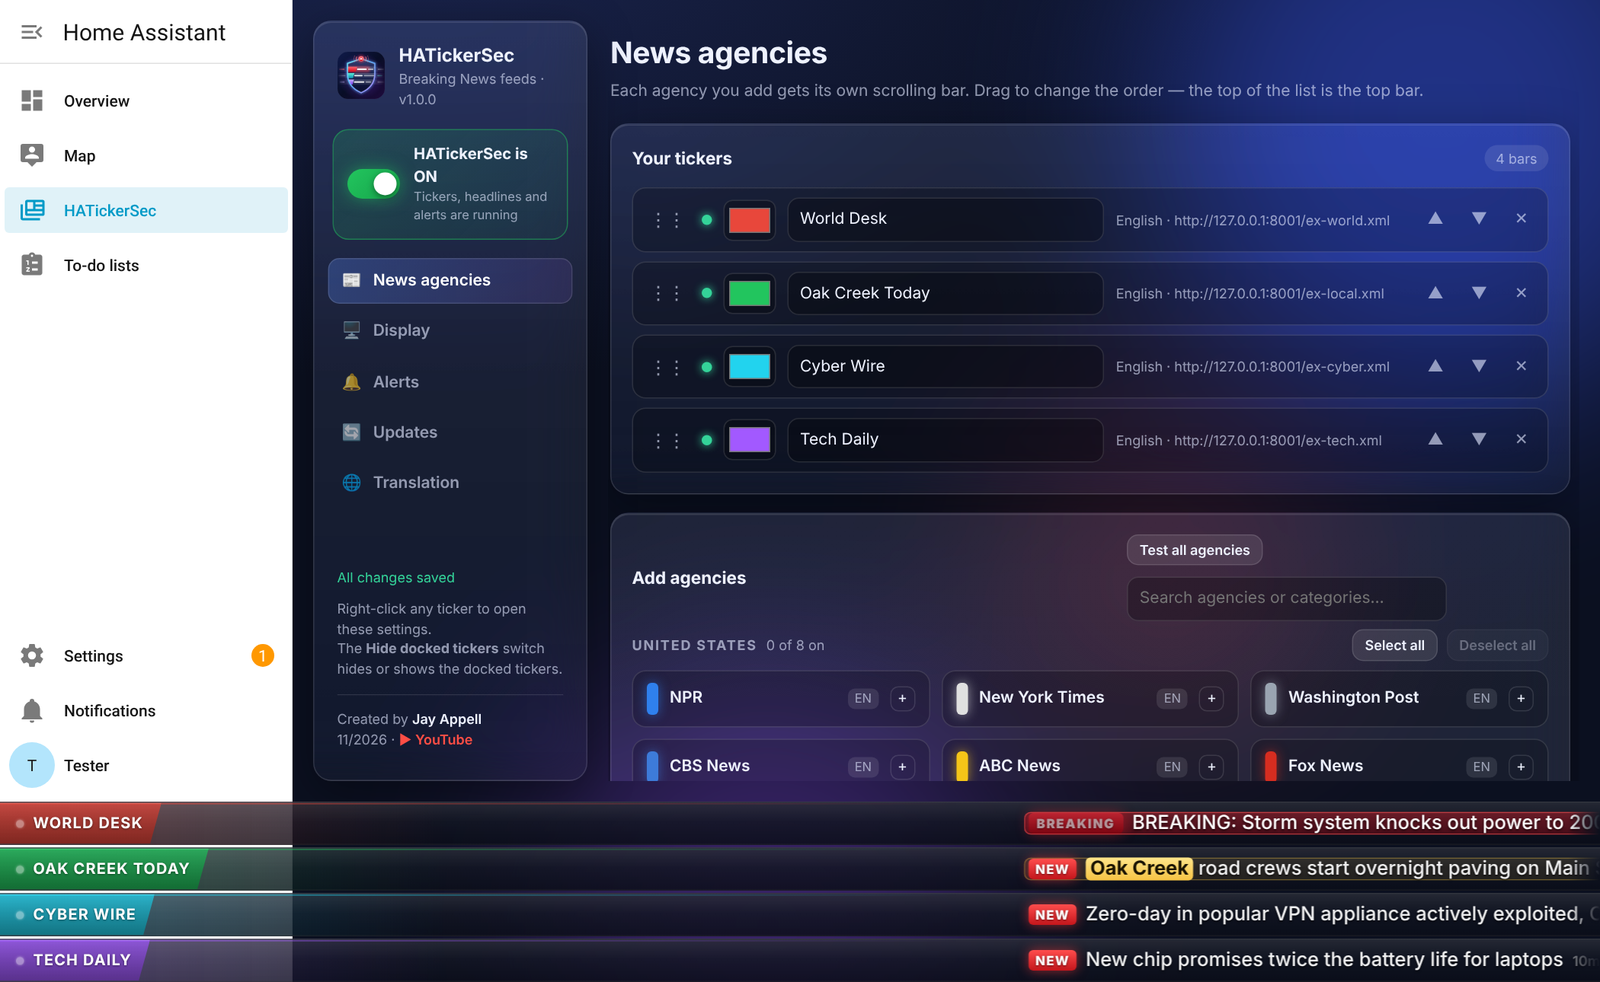 Home Assistant
Overview
Map
HATickerSec
To-do lists
Settings
1
Notifications
T
Tester
HATickerSec
Breaking News feeds ·
v1.0.0
HATickerSec is
ON
Tickers, headlines and
alerts are running
News agencies
Display
Alerts
Updates
Translation
All changes saved
Right-click any ticker to open
these settings.
The Hide docked tickers switch
hides or shows the docked tickers.
Created by Jay Appell
11/2026 · ▶ YouTube
News agencies
Each agency you add gets its own scrolling bar. Drag to change the order — the top of the list is the top bar.
Your tickers
4 bars
World Desk English · http://127.0.0.1:8001/ex-world.xml ▲ ▼ ✕
Oak Creek Today English · http://127.0.0.1:8001/ex-local.xml ▲ ▼ ✕
Cyber Wire English · http://127.0.0.1:8001/ex-cyber.xml ▲ ▼ ✕
Tech Daily English · http://127.0.0.1:8001/ex-tech.xml ▲ ▼ ✕
Add agencies
Test all agencies
Search agencies or categories...
UNITED STATES 0 of 8 on
Select all
Deselect all
NPR EN +
New York Times EN +
Washington Post EN +
CBS News EN +
ABC News EN +
Fox News EN +
WORLD DESK
BREAKING BREAKING: Storm system knocks out power to
OAK CREEK TODAY
NEW Oak Creek road crews start overnight paving on Main
CYBER WIRE
NEW Zero-day in popular VPN appliance actively exploited,
TECH DAILY
NEW New chip promises twice the battery life for laptops